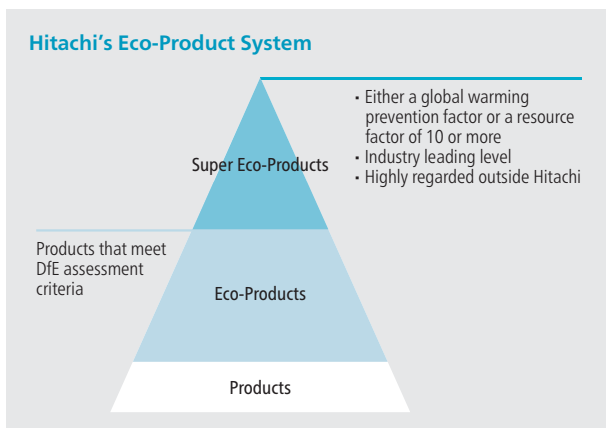 Hitachi's Eco-Product System
· Either a global warming
prevention factor or a resource
factor of 10 or more
· Industry leading level
· Highly regarded outside Hitachi
Super Eco-Products
Products that meet
DfE assessment
criteria
Eco-Products
Products